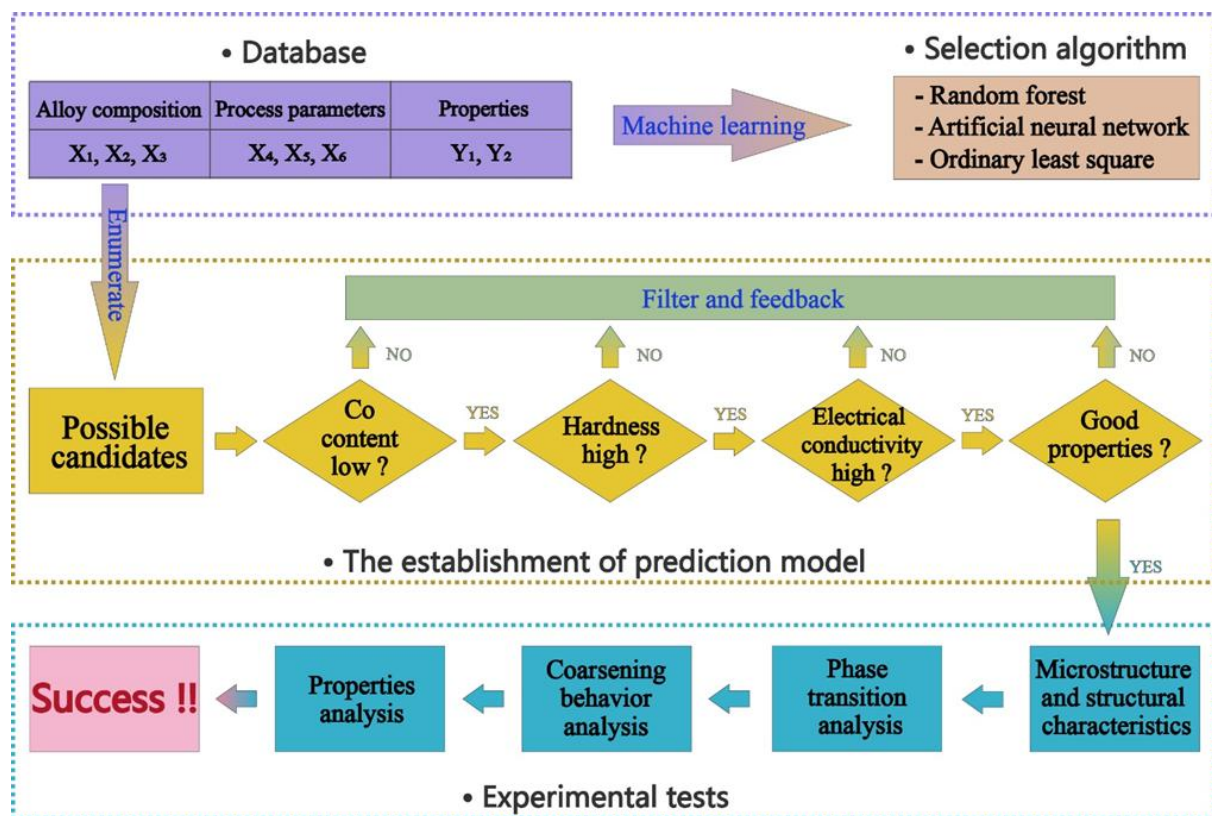 • Database
• Selection algorithm
Alloy composition
Process parameters
Properties
X₁, X₂, X₃
X₄, X₅, X₆
Y₁, Y₂
Machine learning
- Random forest
- Artificial neural network
- Ordinary least square
Enumerate
Filter and feedback
NO
NO
NO
NO
Possible
candidates
Co
content
low ?
YES
Hardness
high ?
YES
Electrical
conductivity
high ?
YES
Good
properties ?
• The establishment of prediction model
YES
Success !!
Properties
analysis
Coarsening
behavior
analysis
Phase
transition
analysis
Microstructure
and structural
characteristics
• Experimental tests